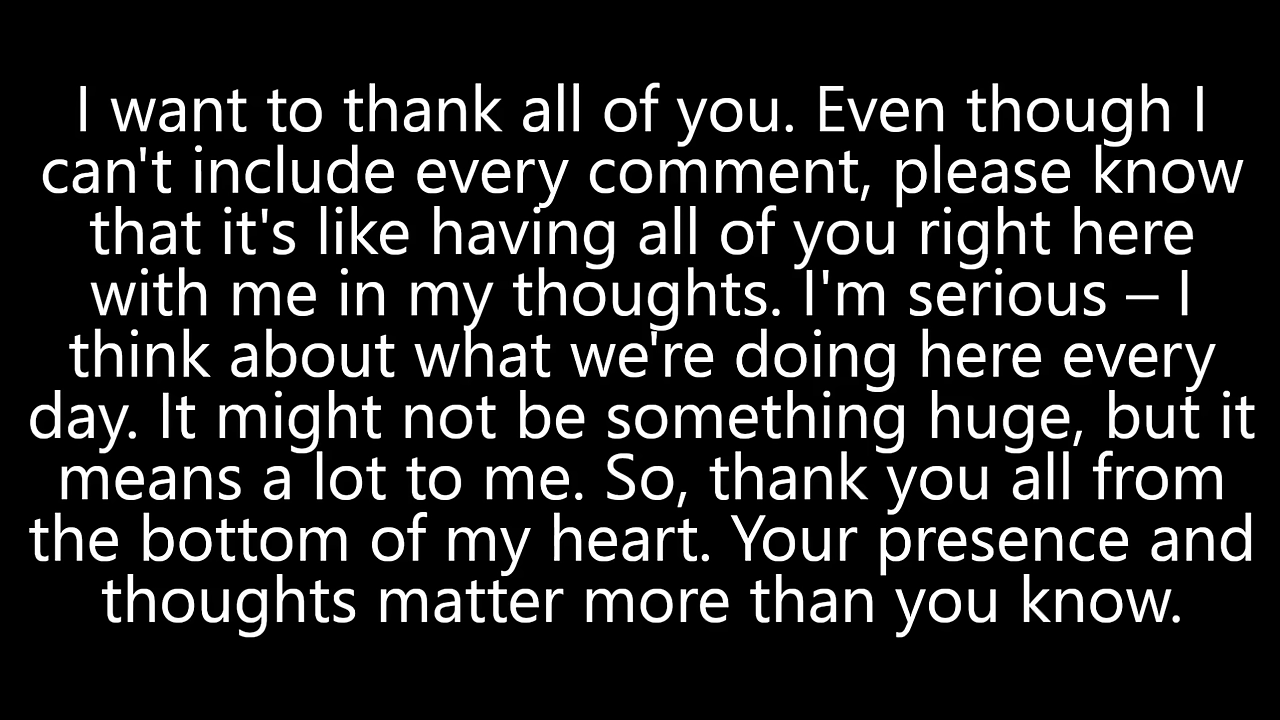 I want to thank all of you. Even though I
can't include every comment, please know
that it's like having all of you right here
with me in my thoughts. I'm serious – I
think about what we're doing here every
day. It might not be something huge, but it
means a lot to me. So, thank you all from
the bottom of my heart. Your presence and
thoughts matter more than you know.